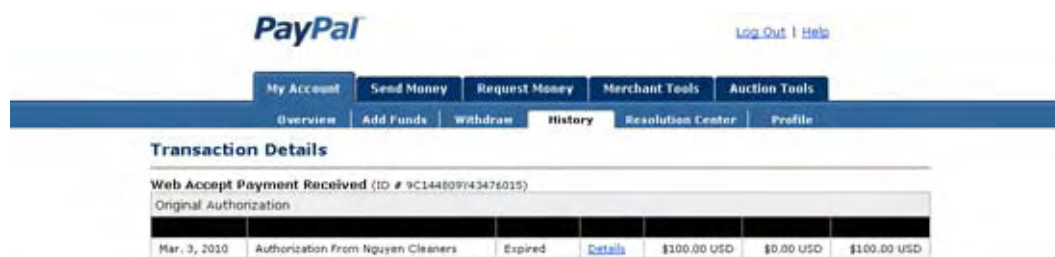 PayPal
Log Out | Help
My Account Send Money Request Money Merchant Tools Auction Tools
Overview Add Funds Withdraw History Resolution Center Profile
Transaction Details
Web Accept Payment Received (ID # 9C144809Y43476015)
Original Authorization
Mar. 3, 2010 Authorization From Nguyen Cleaners Expired Details $100.00 USD $0.00 USD $100.00 USD